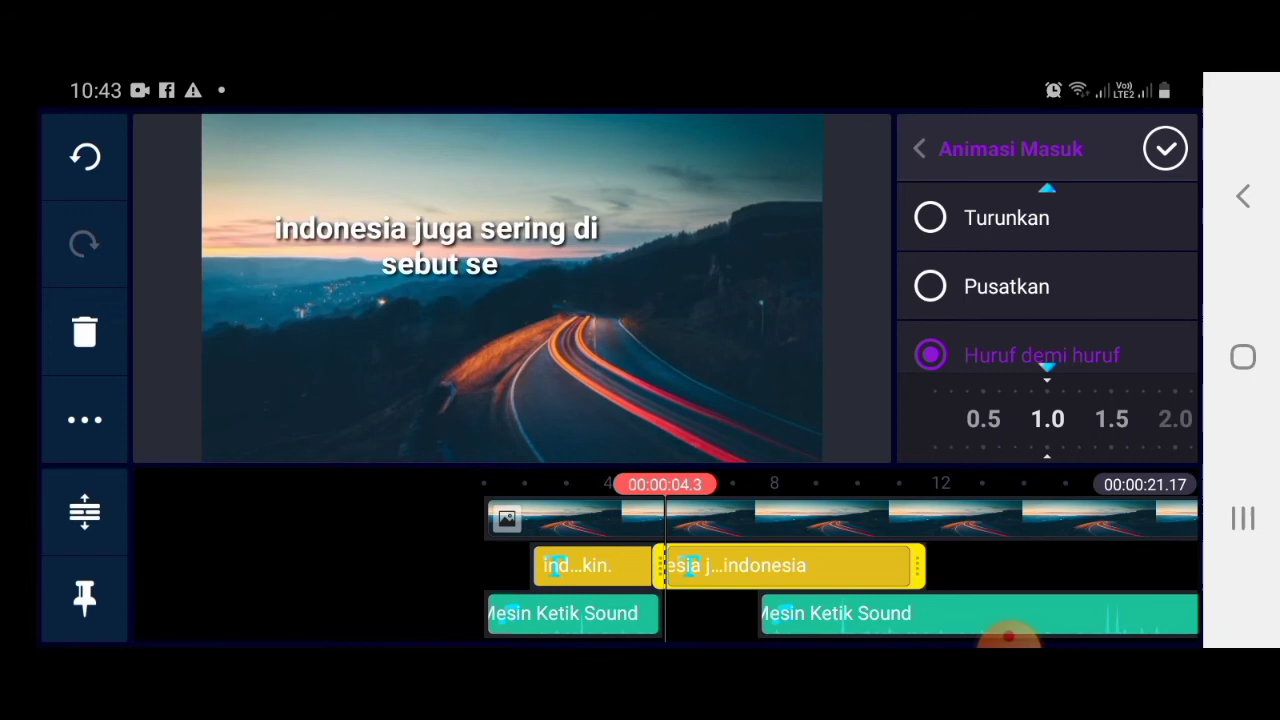 10:43
Vo))
LTE2
Animasi Masuk
Turunkan
Pusatkan
Huruf demi huruf
0.5 1.0 1.5 2.0
indonesia juga sering di
sebut se
4 00:00:04.3 8 12 00:00:21.17
ind...kin. esia j...indonesia
Mesin Ketik Sound Mesin Ketik Sound